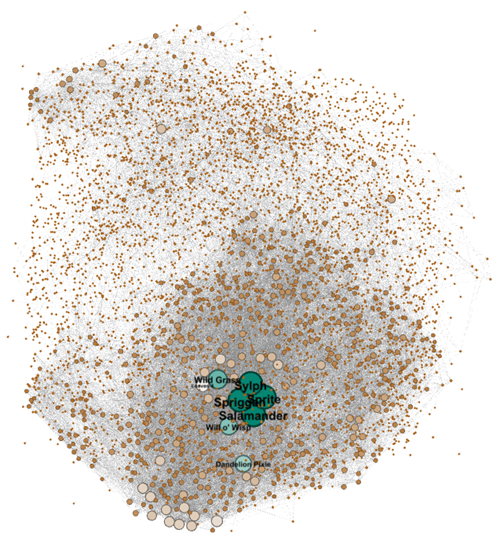 Wild Grass
Sylph
Spriggan
Sprite
Salamander
Will o' Wisp
Dandelion Pixie